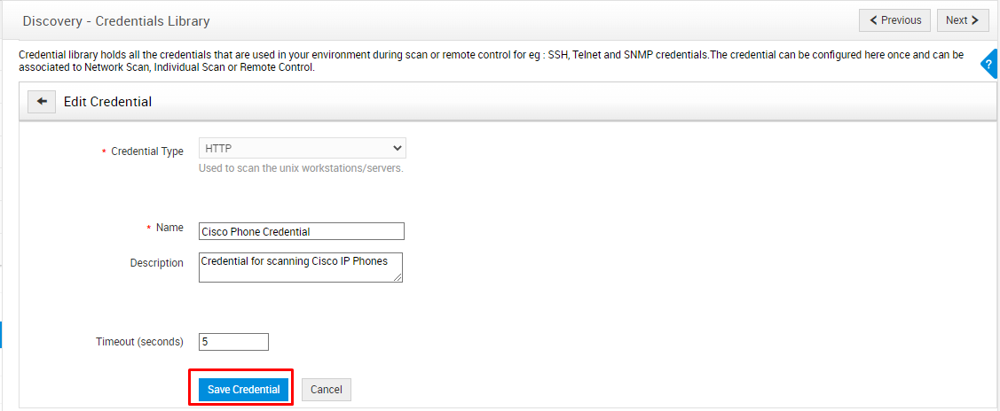 Discovery - Credentials Library
Previous
Next
Credential library holds all the credentials that are used in your environment during scan or remote control for eg : SSH, Telnet and SNMP credentials.The credential can be configured here once and can be
associated to Network Scan, Individual Scan or Remote Control.
?
Edit Credential
* Credential Type
HTTP
Used to scan the unix workstations/servers.
* Name
Cisco Phone Credential
Description
Credential for scanning Cisco IP Phones
Timeout (seconds)
5
Save Credential
Cancel